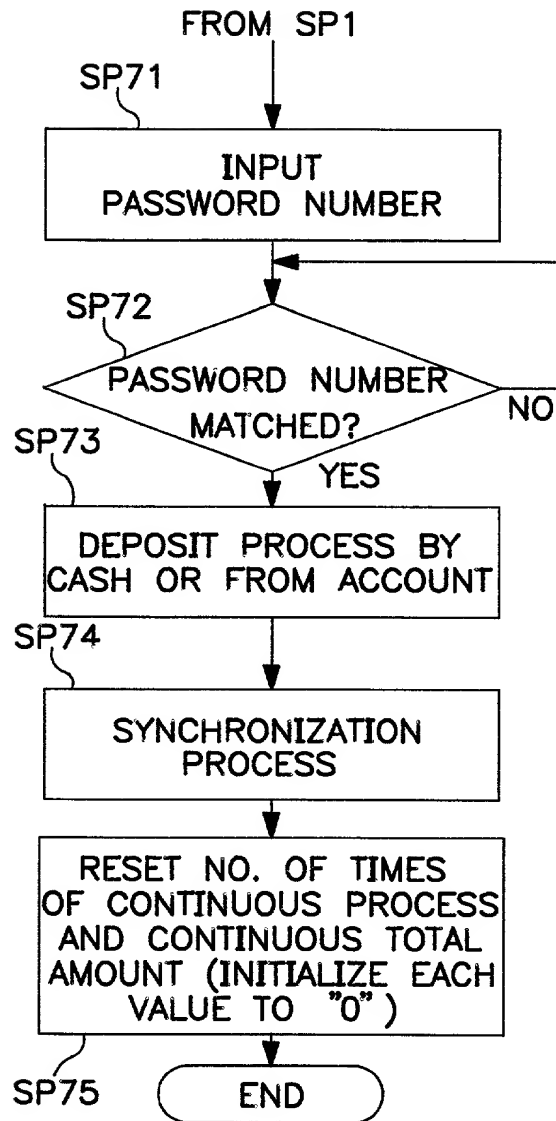 FROM SP1
SP71
INPUT
PASSWORD NUMBER
SP72
PASSWORD NUMBER
MATCHED?
NO
SP73
YES
DEPOSIT PROCESS BY
CASH OR FROM ACCOUNT
SP74
SYNCHRONIZATION
PROCESS
RESET NO. OF TIMES
OF CONTINUOUS PROCESS
AND CONTINUOUS TOTAL
AMOUNT (INITIALIZE EACH
VALUE TO "0")
SP75
END